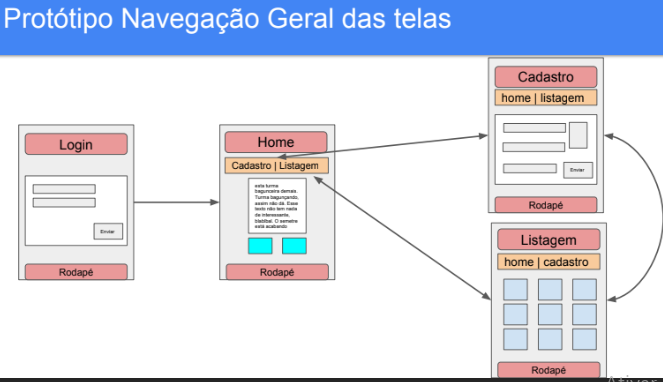 Protótipo Navegação Geral das telas
Login
Enviar
Rodapé
Home
Cadastro | Listagem
esta turma
bagunceira demais.
Turma bagunçando,
assim não dá. Esse
texto não tem nada
de interessante,
blablbal. O semetre
está acabando
Rodapé
Cadastro
home | listagem
Enviar
Rodapé
Listagem
home | cadastro
Rodapé